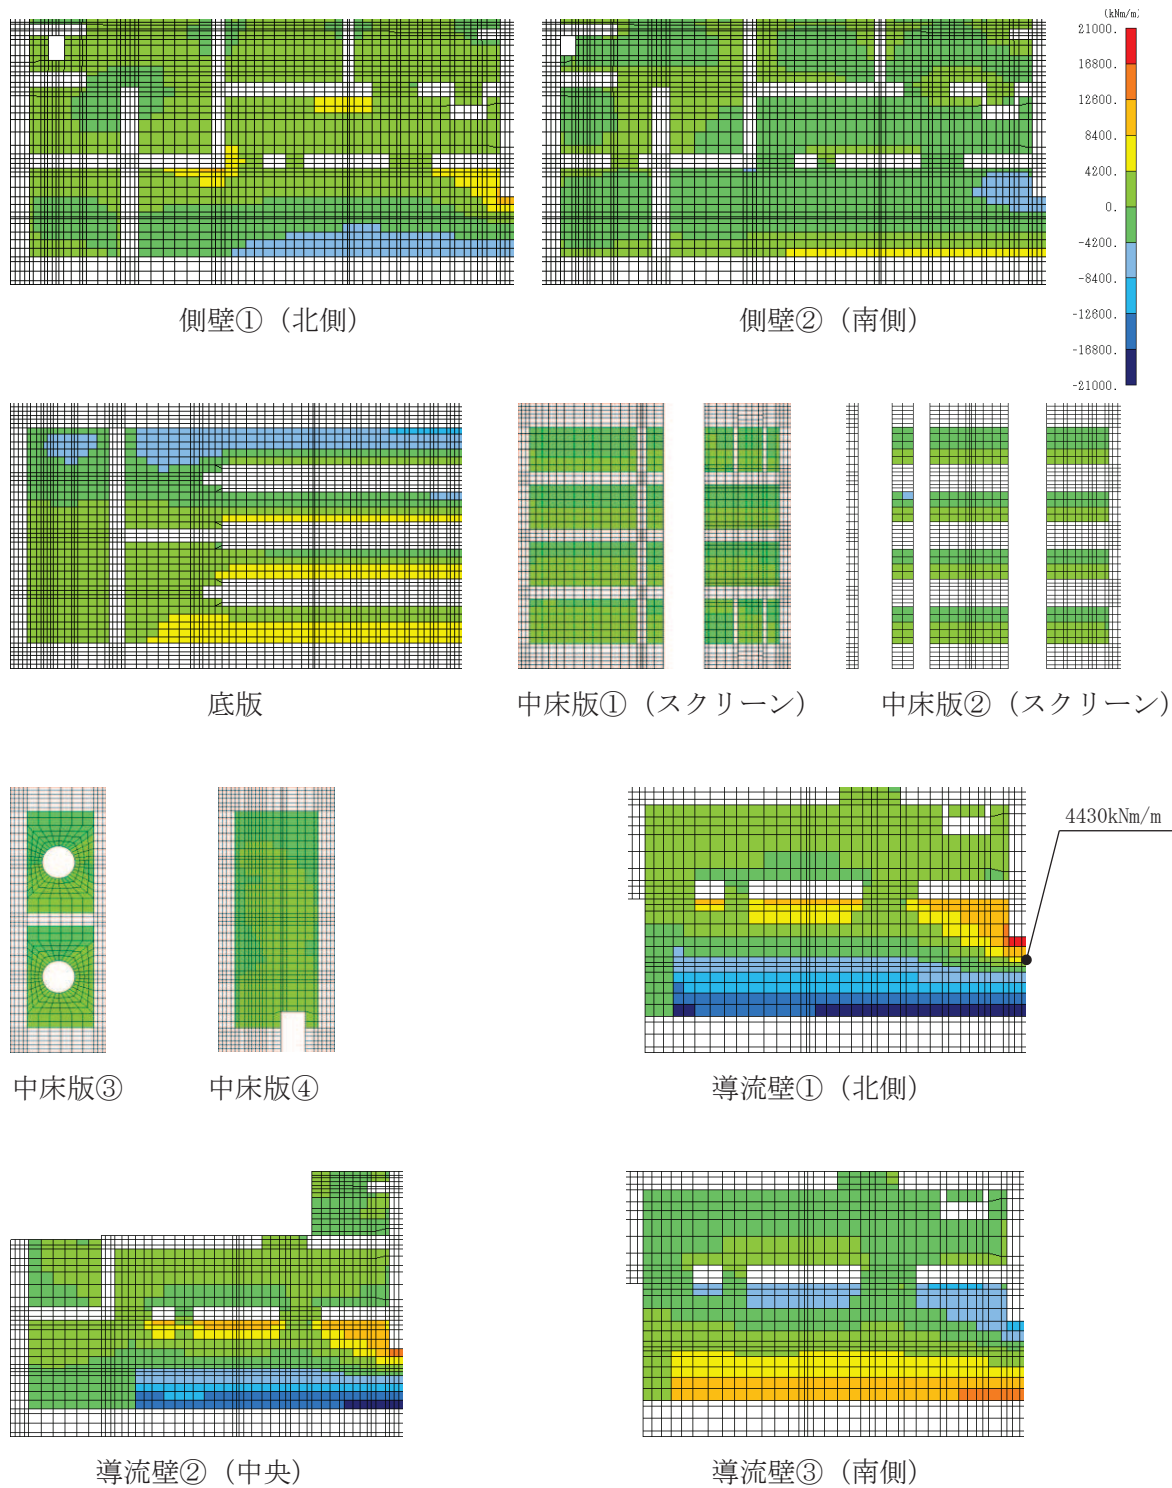 (kNm/m)
21000.
16800.
12600.
8400.
4200.
0.
-4200.
-8400.
-12600.
-16800.
-21000.
側壁①（北側）
側壁②（南側）
底版
中床版①（スクリーン）
中床版②（スクリーン）
4430kNm/m
中床版③
中床版④
導流壁①（北側）
導流壁②（中央）
導流壁③（南側）